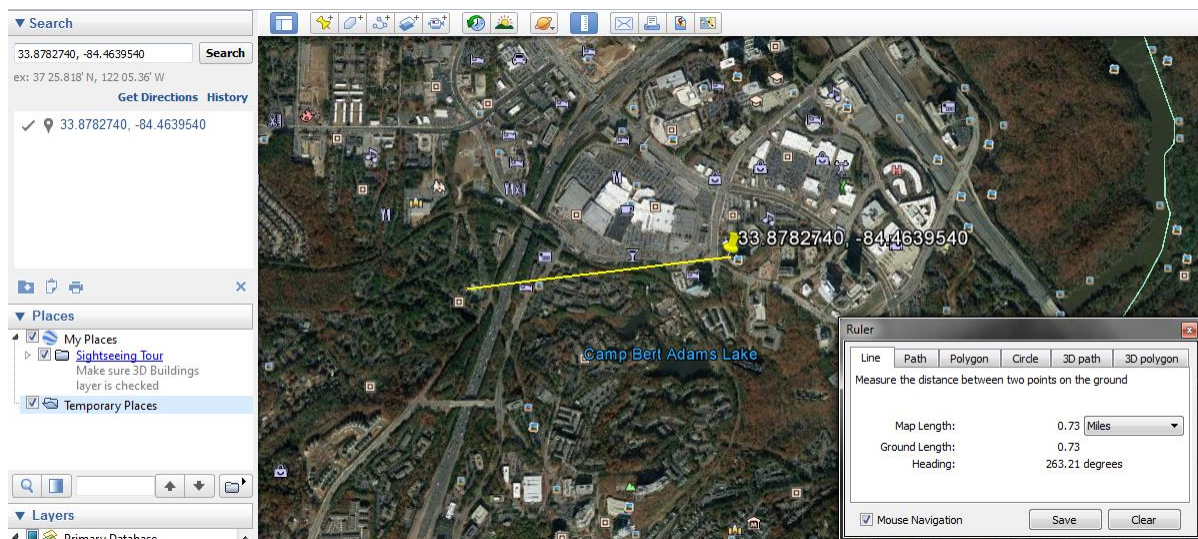 Search
33.8782740, -84.4639540
Search
ex: 37 25.818' N, 122 05.36' W
Get Directions History
33.8782740, -84.4639540
Places
My Places
Sightseeing Tour
Make sure 3D Buildings
layer is checked
Temporary Places
Layers
Primary Database
33.8782740, -84.4639540
H
Camp Bert Adams Lake
Ruler
Line Path Polygon Circle 3D path 3D polygon
Measure the distance between two points on the ground
Map Length: 0.73 Miles
Ground Length: 0.73
Heading: 263.21 degrees
Mouse Navigation Save Clear